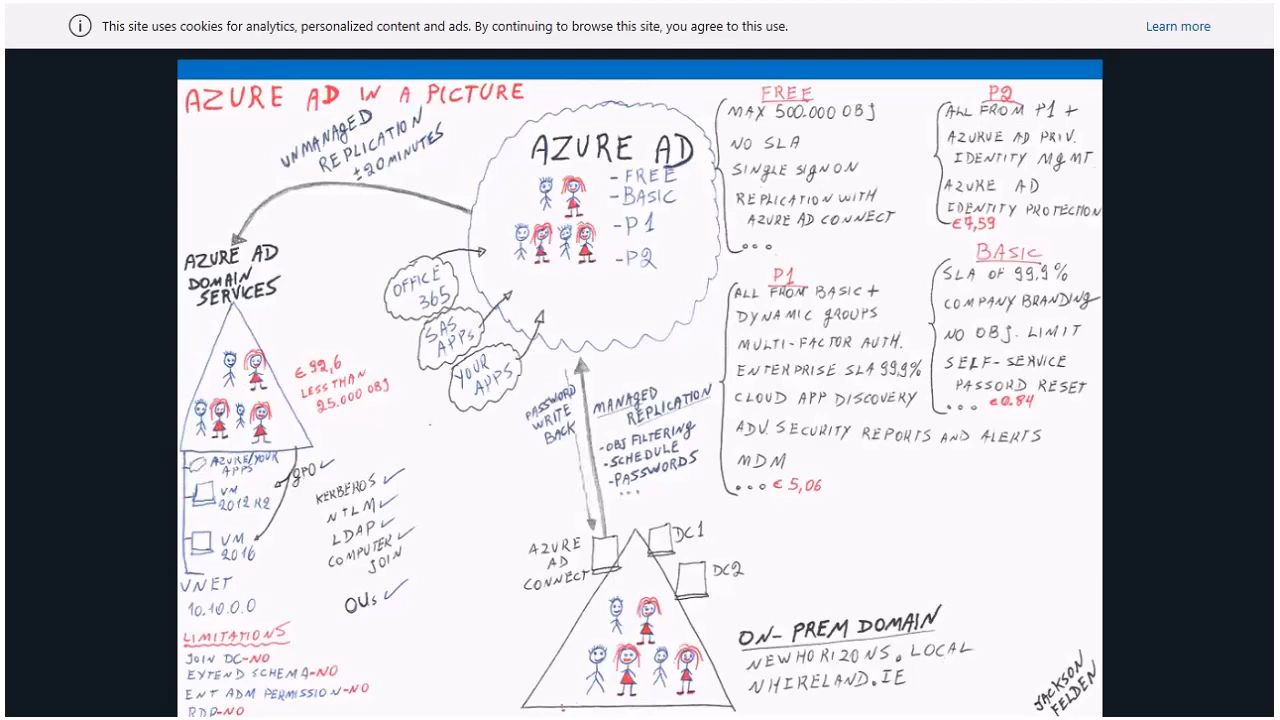 This site uses cookies for analytics, personalized content and ads. By continuing to browse this site, you agree to this use.
Learn more
AZURE AD IN A PICTURE
UNMANAGED
REPLICATION
±20 MINUTES
AZURE AD
- FREE
- BASIC
- P1
- P2
OFFICE
365
SAS
APPs
YOUR
APPS
AZURE AD
DOMAIN
SERVICES
€92,6
LESS THAN
25.000 OBJ
AZURE/YOUR
APPS
VM
2012 R2
VM
2016
GPO ✓
VNET
10.10.0.0
KERBEROS ✓
NTLM ✓
LDAP ✓
COMPUTER ✓
JOIN
OUs ✓
LIMITATIONS
JOIN DC-NO
EXTEND SCHEMA-NO
ENT ADM PERMISSION-NO
RDP-NO
PASSWORD
WRITE
BACK
MANAGED
REPLICATION
- OBJ FILTERING
- SCHEDULE
- PASSWORDS
...
AZURE
AD
CONNECT
DC1
DC2
ON-PREM DOMAIN
NEWHORIZONS.LOCAL
NHIRELAND.IE
JACKSON
FELDEN
FREE
MAX 500.000 OBJ
NO SLA
SINGLE SIGN ON
REPLICATION WITH
AZURE AD CONNECT
...
P1
ALL FROM BASIC +
DYNAMIC GROUPS
MULTI-FACTOR AUTH.
ENTERPRISE SLA 99,9%
CLOUD APP DISCOVERY
ADV. SECURITY REPORTS AND ALERTS
MDM
... € 5,06
P2
ALL FROM P1 +
AZURVE AD PRIV.
IDENTITY MGMT
AZURE AD
IDENTITY PROTECTION
€7,59
BASIC
SLA OF 99,9%
COMPANY BRANDING
NO OBJ. LIMIT
SELF-SERVICE
PASSORD RESET
... €0.84